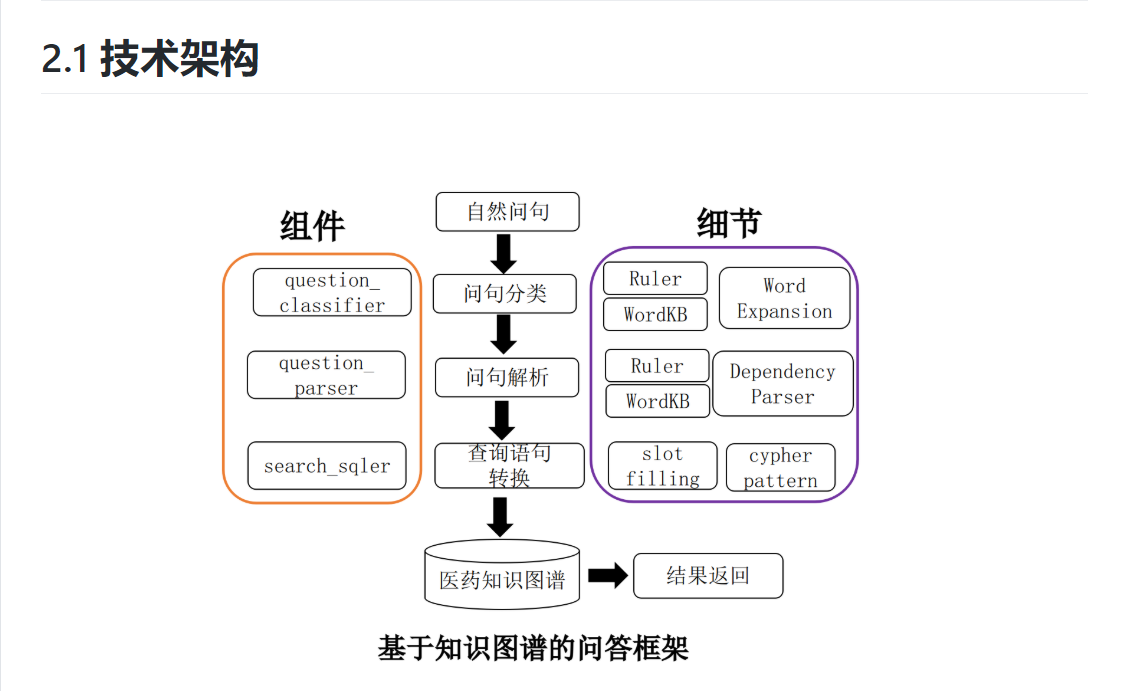 2.1 技术架构
组件
自然问句
细节
question_
classifier
问句分类
Ruler
WordKB
Word
Expansion
question_
parser
问句解析
Ruler
WordKB
Dependency
Parser
search_sqler
查询语句
转换
slot
filling
cypher
pattern
医药知识图谱
结果返回
基于知识图谱的问答框架